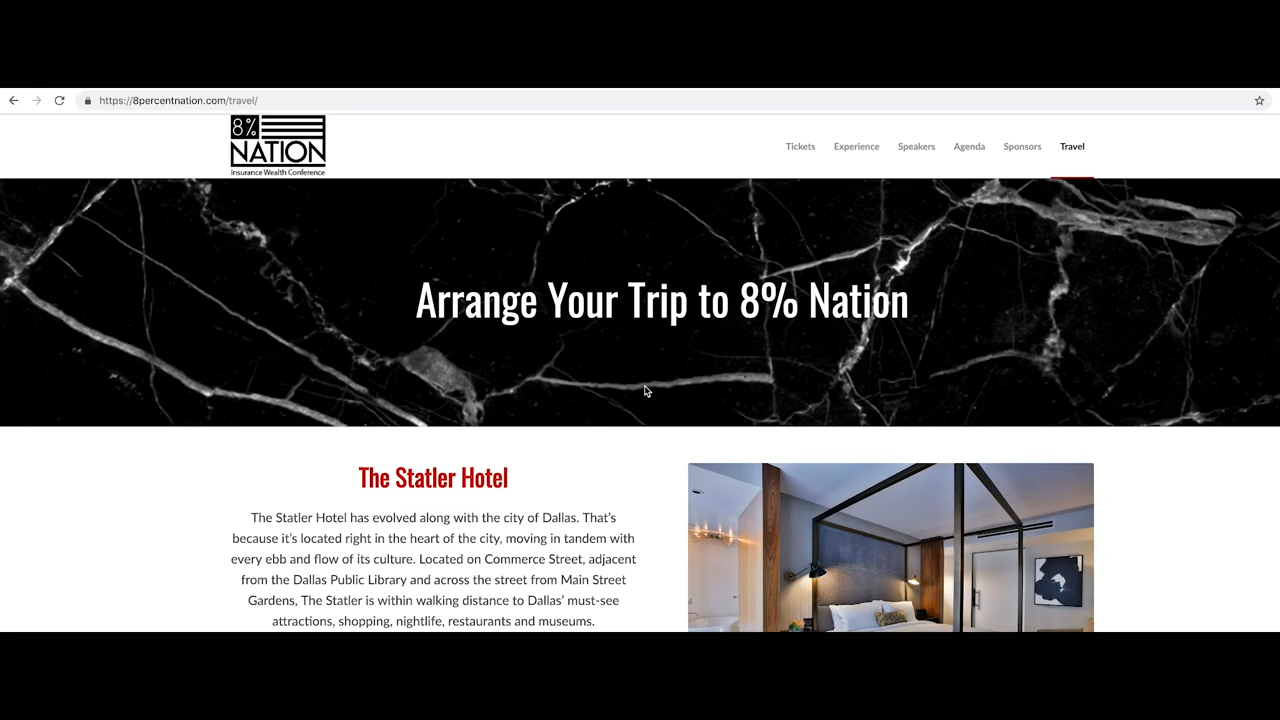 https://8percentnation.com/travel/
8%
NATION
Insurance Wealth Conference
Tickets Experience Speakers Agenda Sponsors Travel
Arrange Your Trip to 8% Nation
The Statler Hotel
The Statler Hotel has evolved along with the city of Dallas. That’s
because it’s located right in the heart of the city, moving in tandem with
every ebb and flow of its culture. Located on Commerce Street, adjacent
from the Dallas Public Library and across the street from Main Street
Gardens, The Statler is within walking distance to Dallas’ must-see
attractions, shopping, nightlife, restaurants and museums.